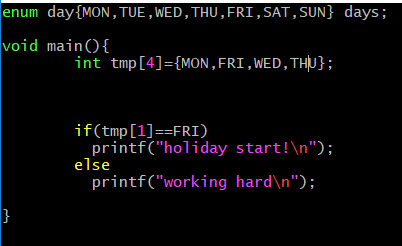 enum day{MON,TUE,WED,THU,FRI,SAT,SUN} days;
void main(){
int tmp[4]={MON,FRI,WED,THU};
if(tmp[1]==FRI)
printf("holiday start!\n");
else
printf("working hard\n");
}